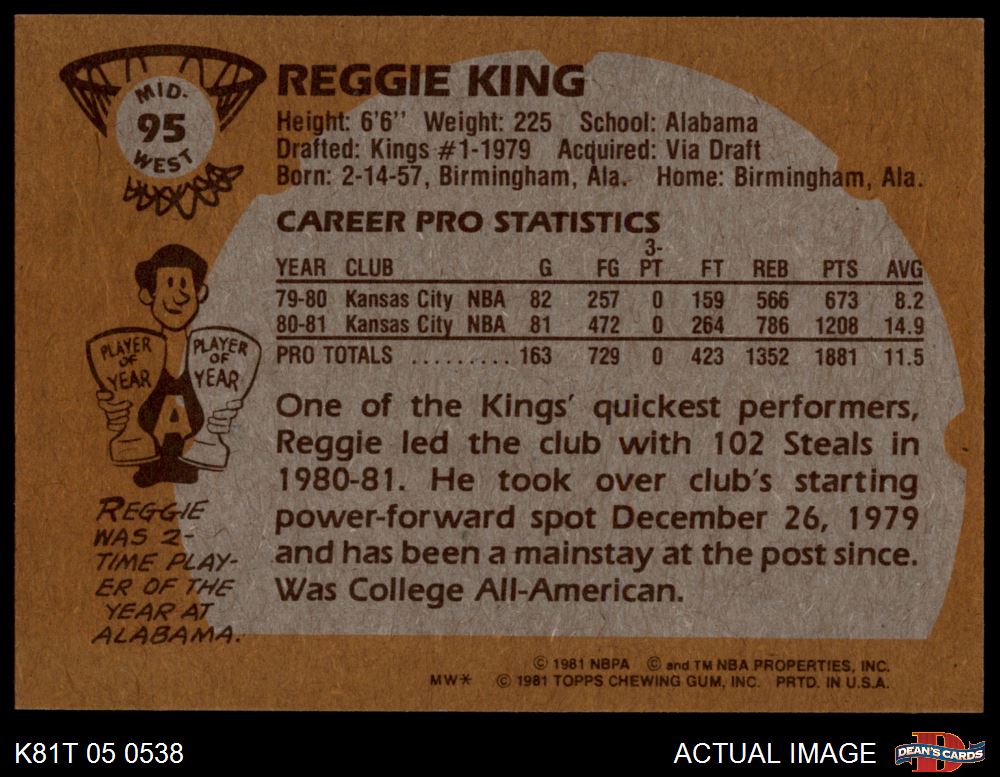 MID-
95
WEST
REGGIE KING
Height: 6'6'' Weight: 225 School: Alabama
Drafted: Kings #1-1979 Acquired: Via Draft
Born: 2-14-57, Birmingham, Ala. Home: Birmingham, Ala.
CAREER PRO STATISTICS
YEAR CLUB G FG 3-PT FT REB PTS AVG
79-80 Kansas City NBA 82 257 0 159 566 673 8.2
80-81 Kansas City NBA 81 472 0 264 786 1208 14.9
PRO TOTALS ......... 163 729 0 423 1352 1881 11.5
PLAYER
OF
YEAR
PLAYER
OF
YEAR
A
REGGIE
WAS 2-
TIME PLAY-
ER OF THE
YEAR AT
ALABAMA.
One of the Kings' quickest performers,
Reggie led the club with 102 Steals in
1980-81. He took over club's starting
power-forward spot December 26, 1979
and has been a mainstay at the post since.
Was College All-American.
© 1981 NBPA © and TM NBA PROPERTIES, INC.
MW* © 1981 TOPPS CHEWING GUM, INC. PRTD. IN U.S.A.
K81T 05 0538
ACTUAL IMAGE
D
DEAN'S CARDS